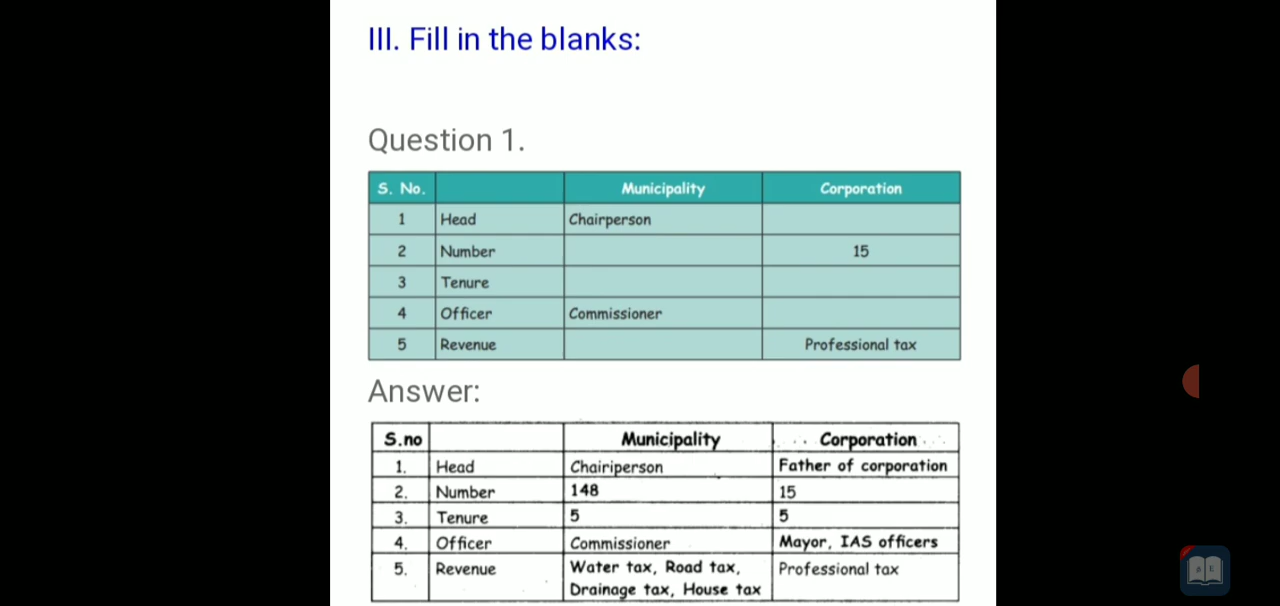 III. Fill in the blanks:
Question 1.
S. No. Municipality Corporation
1 Head Chairperson
2 Number 15
3 Tenure
4 Officer Commissioner
5 Revenue Professional tax
Answer:
S.no Municipality Corporation
1. Head Chairiperson Father of corporation
2. Number 148 15
3. Tenure 5 5
4. Officer Commissioner Mayor, IAS officers
5. Revenue Water tax, Road tax, Professional tax
Drainage tax, House tax
A E